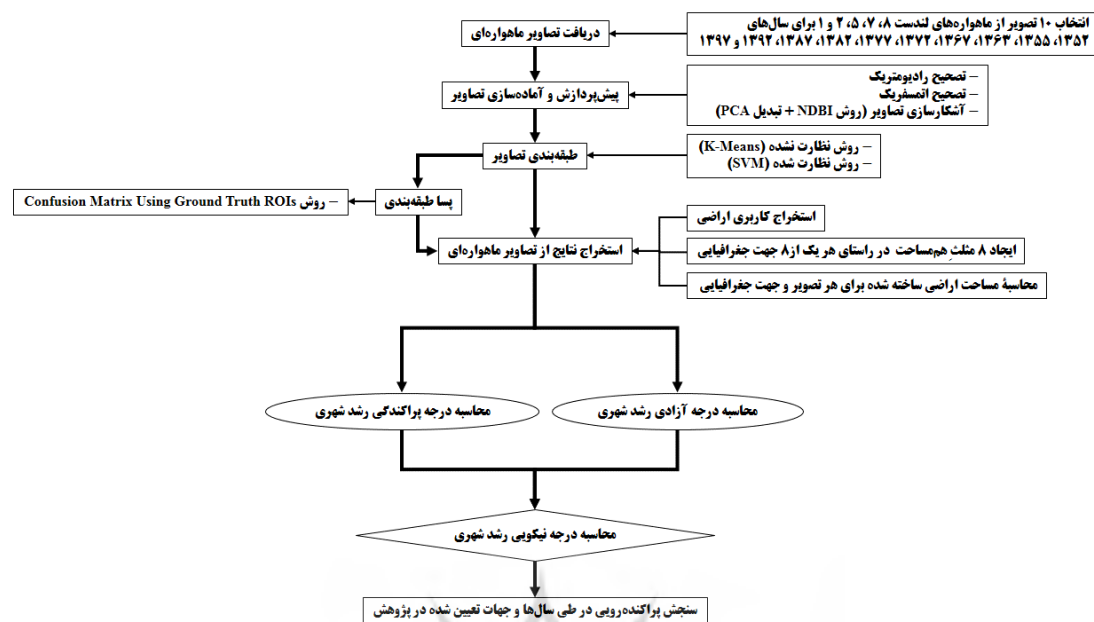 انتخاب ۱۰ تصویر از ماهواره‌های لندست ۸، ۷، ۵، ۲ و ۱ برای سال‌های
۱۳۵۲، ۱۳۵۵، ۱۳۶۳، ۱۳۶۷، ۱۳۷۲، ۱۳۷۷، ۱۳۸۲، ۱۳۸۷، ۱۳۹۲ و ۱۳۹۷
دریافت تصاویر ماهواره‌ای
– تصحیح رادیومتریک
– تصحیح اتمسفریک
– آشکارسازی تصاویر (روش NDBI + تبدیل PCA)
پیش‌پردازش و آماده‌سازی تصاویر
– روش نظارت نشده (K-Means)
– روش نظارت شده (SVM)
طبقه‌بندی تصاویر
پسا طبقه‌بندی
– روش Confusion Matrix Using Ground Truth ROIs
استخراج کاربری اراضی
ایجاد ۸ مثلثِ هم‌مساحت در راستای هر یک از ۸ جهت جغرافیایی
محاسبۀ مساحت اراضی ساخته شده برای هر تصویر و جهت جغرافیایی
استخراج نتایج از تصاویر ماهواره‌ای
محاسبه درجه آزادی رشد شهری
محاسبه درجه پراکندگی رشد شهری
محاسبه درجه نیکویی رشد شهری
سنجش پراکنده‌رویی در طی سال‌ها و جهات تعیین شده در پژوهش